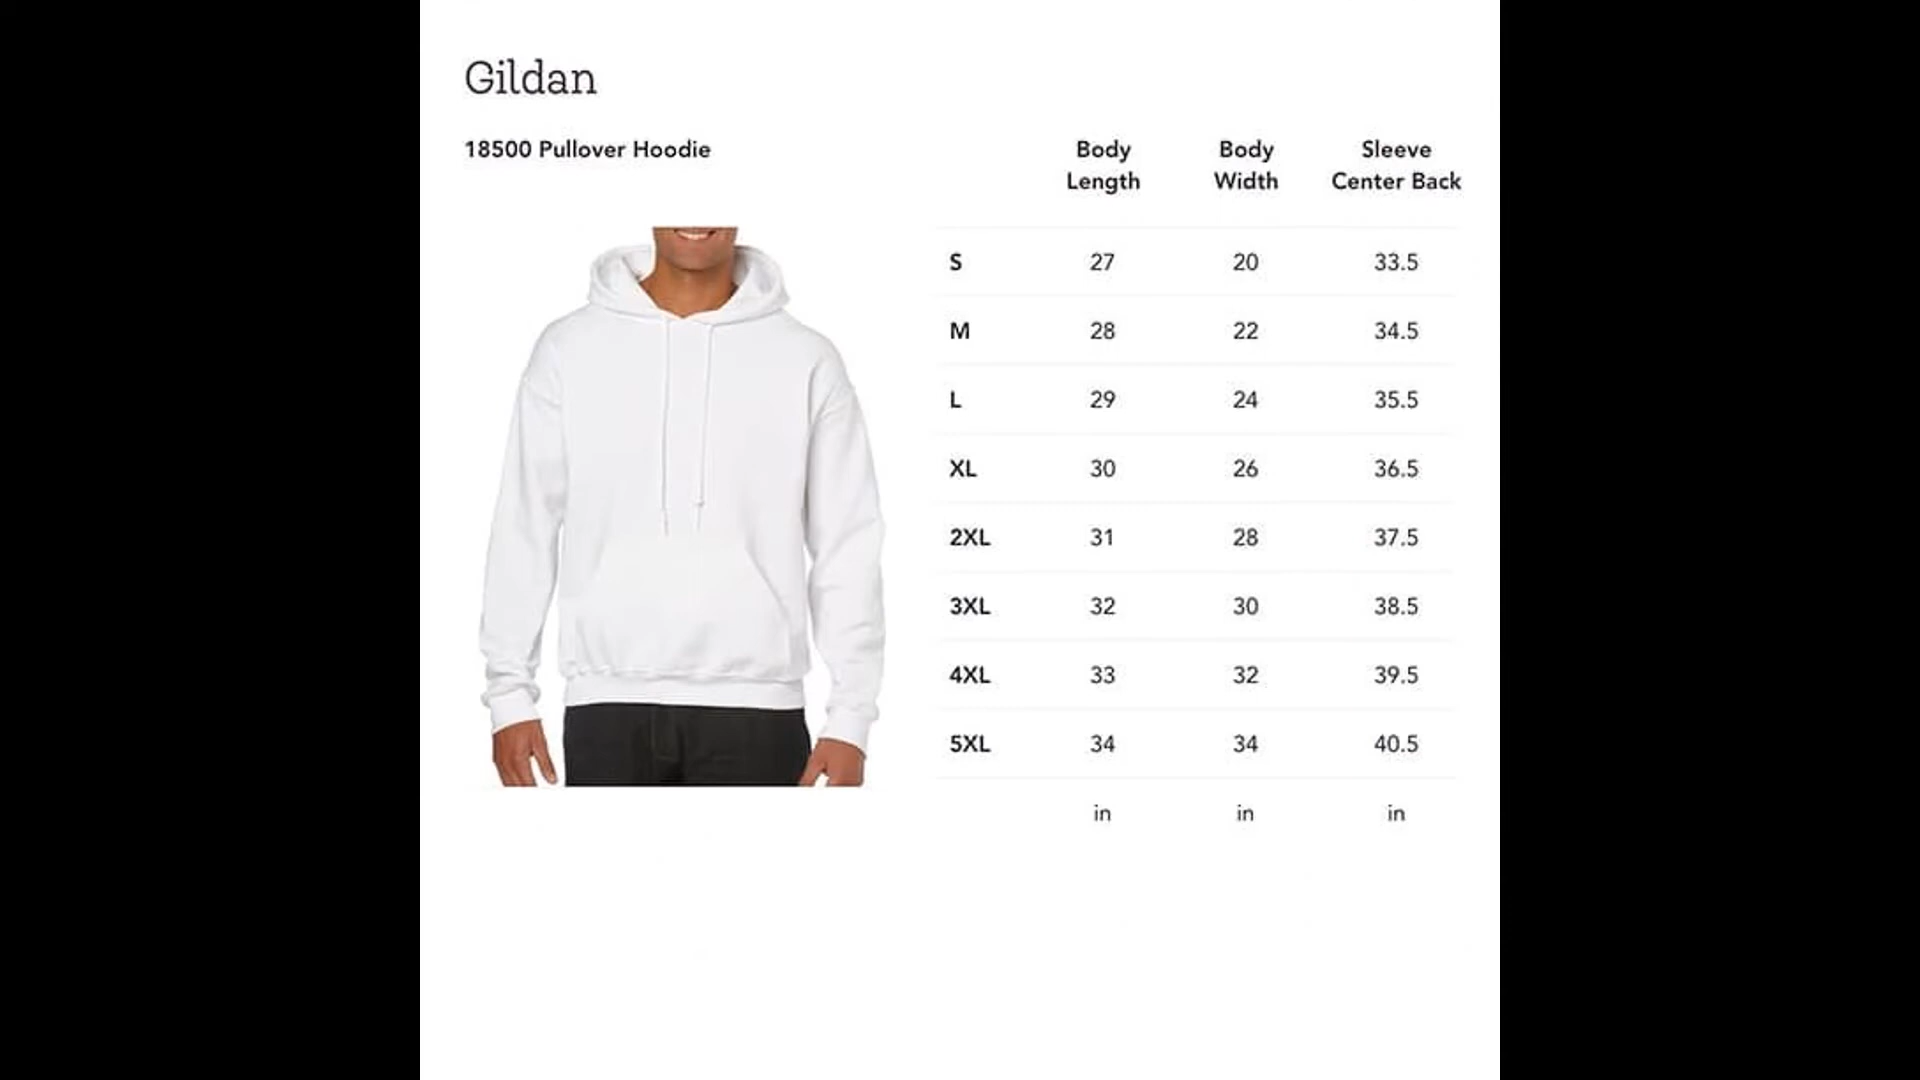 Gildan
18500 Pullover Hoodie
Body Length
Body Width
Sleeve Center Back
S 27 20 33.5
M 28 22 34.5
L 29 24 35.5
XL 30 26 36.5
2XL 31 28 37.5
3XL 32 30 38.5
4XL 33 32 39.5
5XL 34 34 40.5
in in in